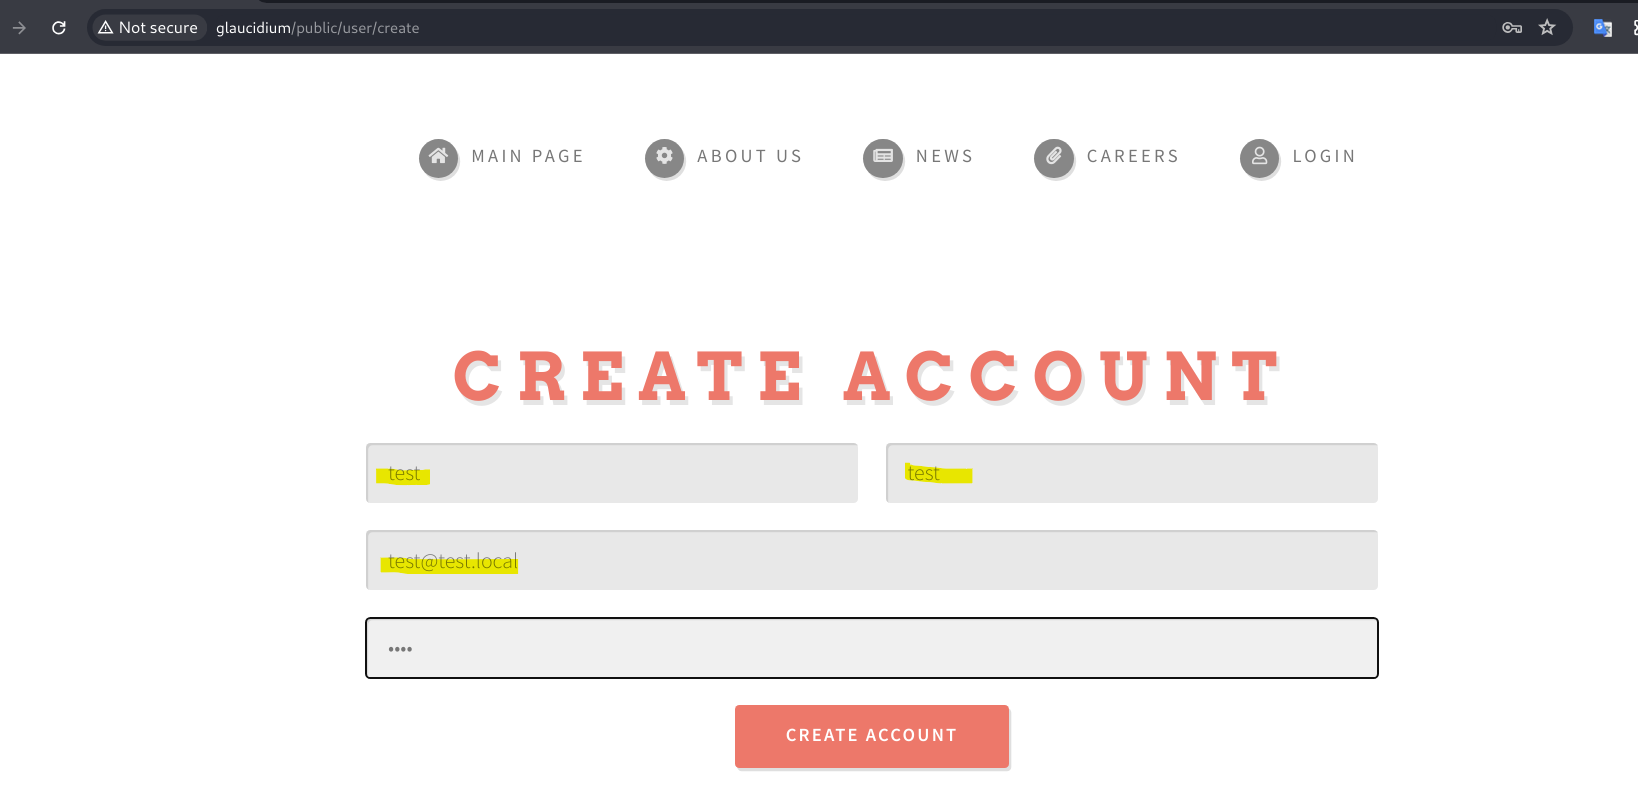 Not secure glaucidium/public/user/create
MAIN PAGE ABOUT US NEWS CAREERS LOGIN
CREATE ACCOUNT
test test
test@test.local
••••
CREATE ACCOUNT